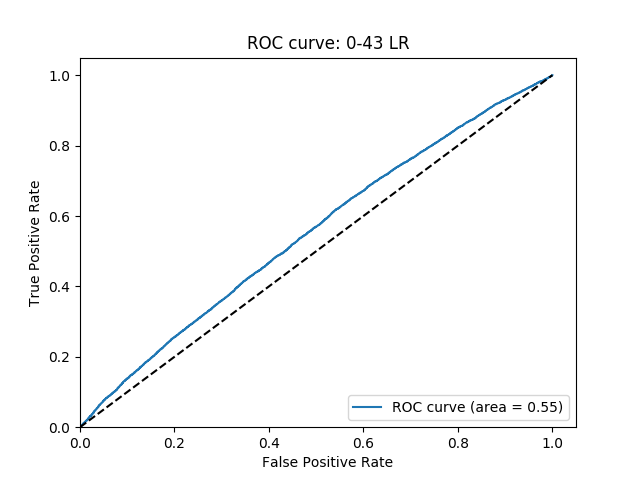 ROC curve: 0-43 LR
1.0
0.8
0.6
0.4
0.2
0.0
True Positive Rate
ROC curve (area = 0.55)
0.0 0.2 0.4 0.6 0.8 1.0
False Positive Rate